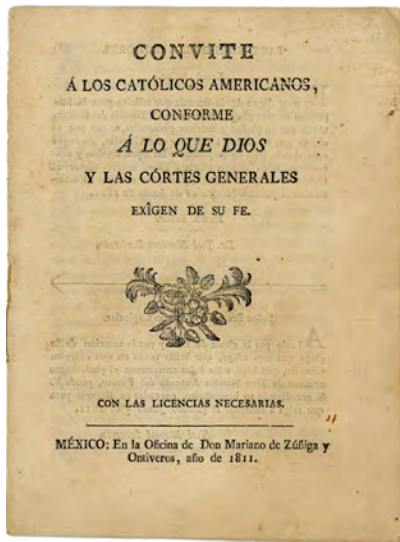 CONVITE
Á LOS CATÓLICOS AMERICANOS,
CONFORME
Á LO QUE DIOS
Y LAS CÓRTES GENERALES
EXÎGEN DE SU FE.
CON LAS LICENCIAS NECESARIAS.
MÉXICO: En la Oficina de Don Mariano de Zúñiga y
Ontiveros, año de 1811.